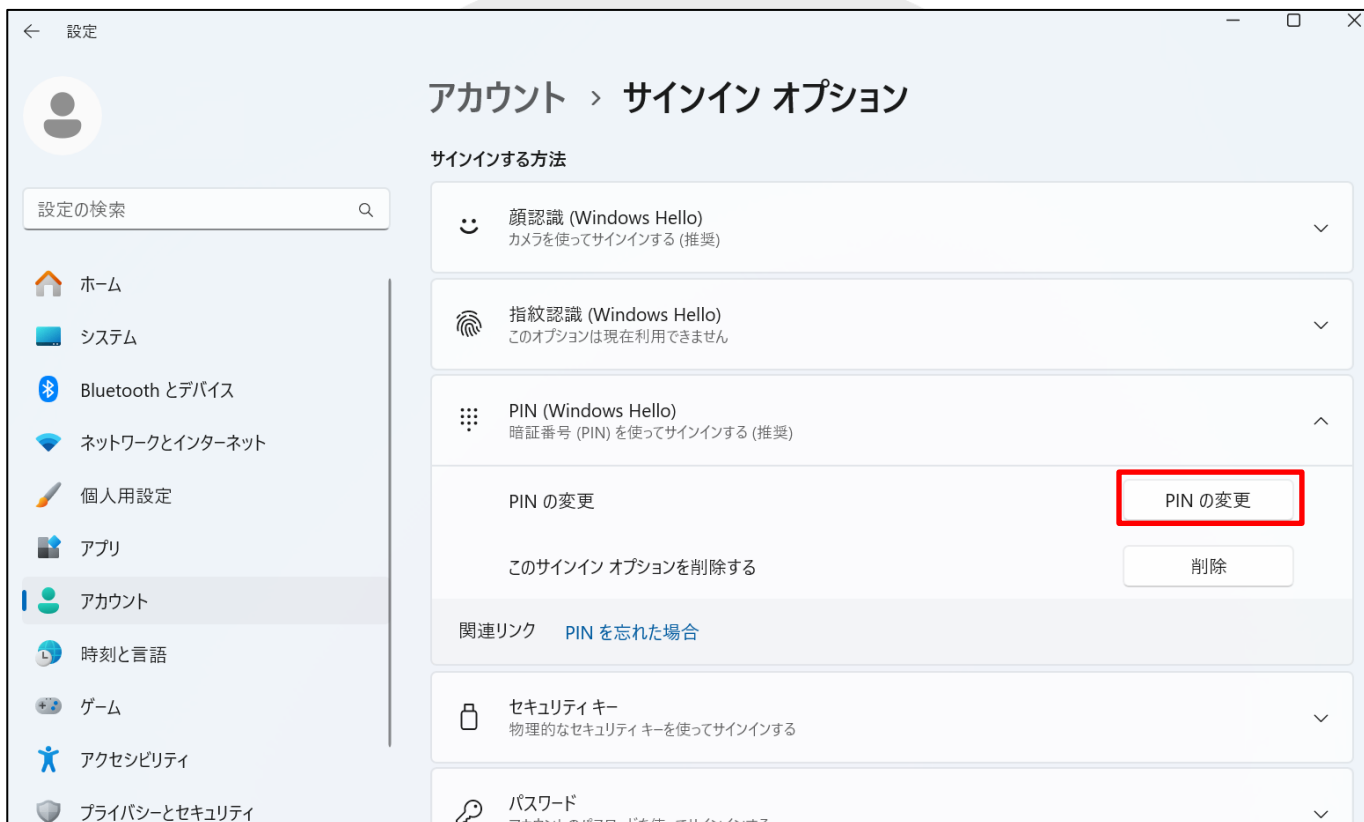 設定
アカウント › サインイン オプション
サインインする方法
設定の検索
顔認識 (Windows Hello)
カメラを使ってサインインする (推奨)
ホーム
指紋認識 (Windows Hello)
このオプションは現在利用できません
システム
Bluetooth とデバイス
PIN (Windows Hello)
暗証番号 (PIN) を使ってサインインする (推奨)
ネットワークとインターネット
個人用設定
PIN の変更
PIN の変更
アプリ
このサインイン オプションを削除する
削除
アカウント
関連リンク PIN を忘れた場合
時刻と言語
ゲーム
セキュリティ キー
物理的なセキュリティ キーを使ってサインインする
アクセシビリティ
プライバシーとセキュリティ
パスワード